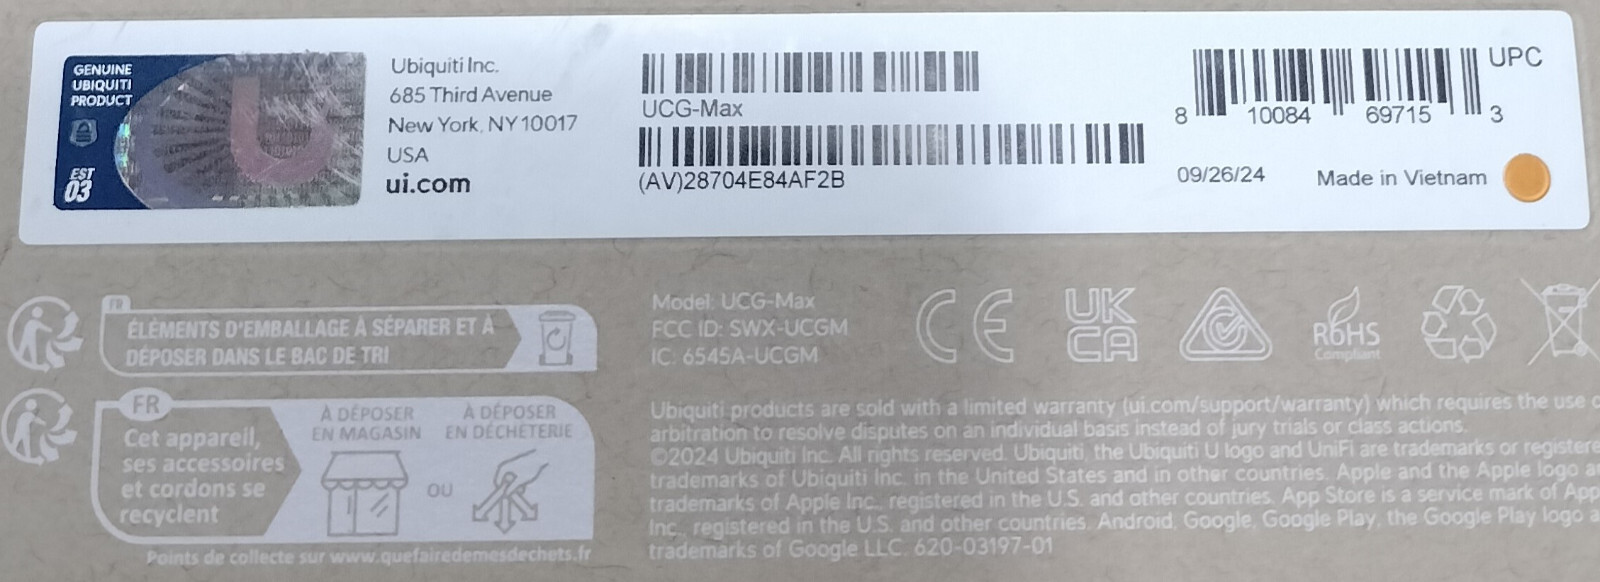 GENUINE
UBIQUITI
PRODUCT
EST
03
Ubiquiti Inc.
685 Third Avenue
New York, NY 10017
USA
ui.com
UCG-Max
(AV)28704E84AF2B
UPC
8 10084 69715 3
09/26/24
Made in Vietnam
FR
ÉLÉMENTS D'EMBALLAGE À SÉPARER ET À
DÉPOSER DANS LE BAC DE TRI
FR
Cet appareil,
ses accessoires
et cordons se
recyclent
À DÉPOSER
EN MAGASIN
OU
À DÉPOSER
EN DÉCHÈTERIE
Points de collecte sur www.quefairedemesdechets.fr
Model: UCG-Max
FCC ID: SWX-UCGM
IC: 6545A-UCGM
CE
UK
CA
RoHS
Compliant
Ubiquiti products are sold with a limited warranty (ui.com/support/warranty) which requires the use
arbitration to resolve disputes on an individual basis instead of jury trials or class actions.
©2024 Ubiquiti Inc. All rights reserved. Ubiquiti, the Ubiquiti U logo and UniFi are trademarks or registere
trademarks of Ubiquiti Inc. in the United States and in other countries. Apple and the Apple logo a
trademarks of Apple Inc., registered in the U.S. and other countries. App Store is a service mark of App
Inc., registered in the U.S. and other countries. Android, Google, Google Play, the Google Play logo a
trademarks of Google LLC. 620-03197-01